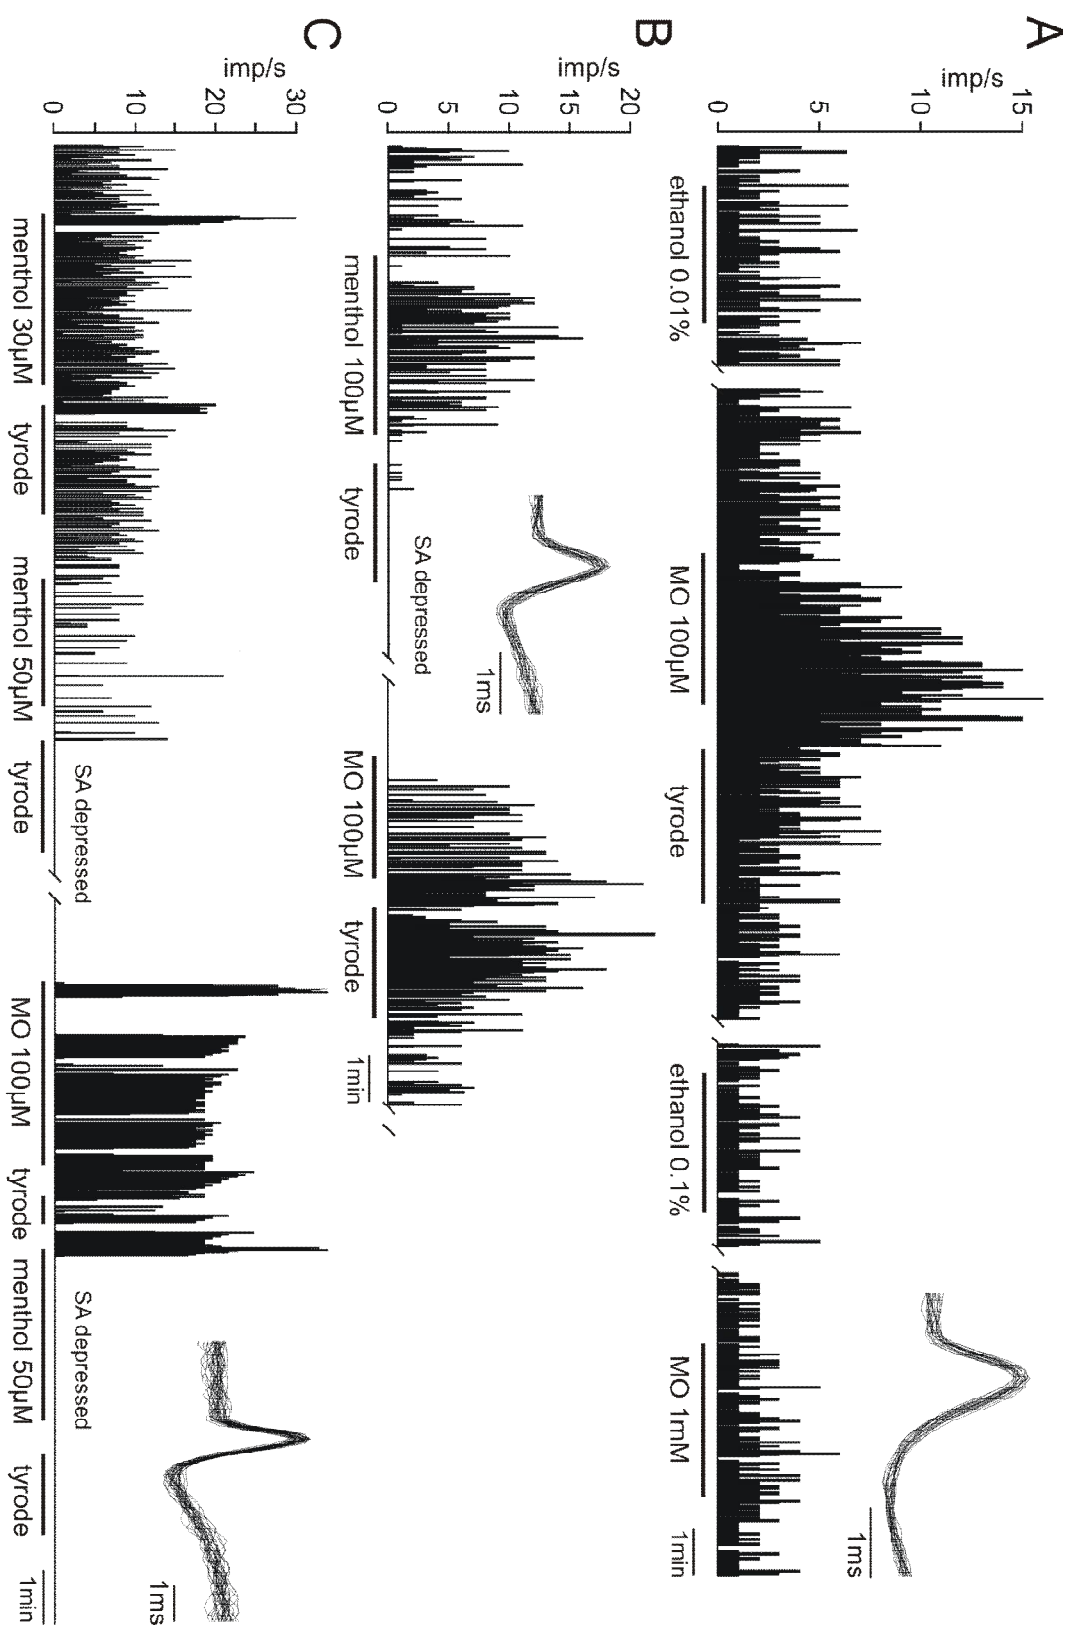 A
imp/s
15
10
5
0
ethanol 0.01%
MO 100µM
tyrode
ethanol 0.1%
MO 1mM
1ms
1min
B
imp/s
20
15
10
5
0
menthol 100µM
tyrode
SA depressed
1ms
MO 100µM
tyrode
1min
C
imp/s
30
20
10
0
menthol 30µM
tyrode
menthol 50µM
tyrode
SA depressed
MO 100µM
tyrode
menthol 50µM
tyrode
SA depressed
1ms
1min